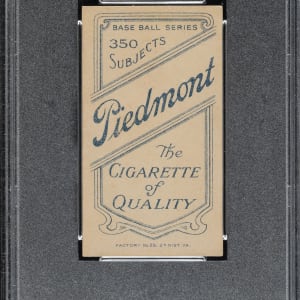 BASE BALL SERIES
350
SUBJECTS
Piedmont
The
CIGARETTE
of
QUALITY
FACTORY No 25, 2ND DIST. VA.